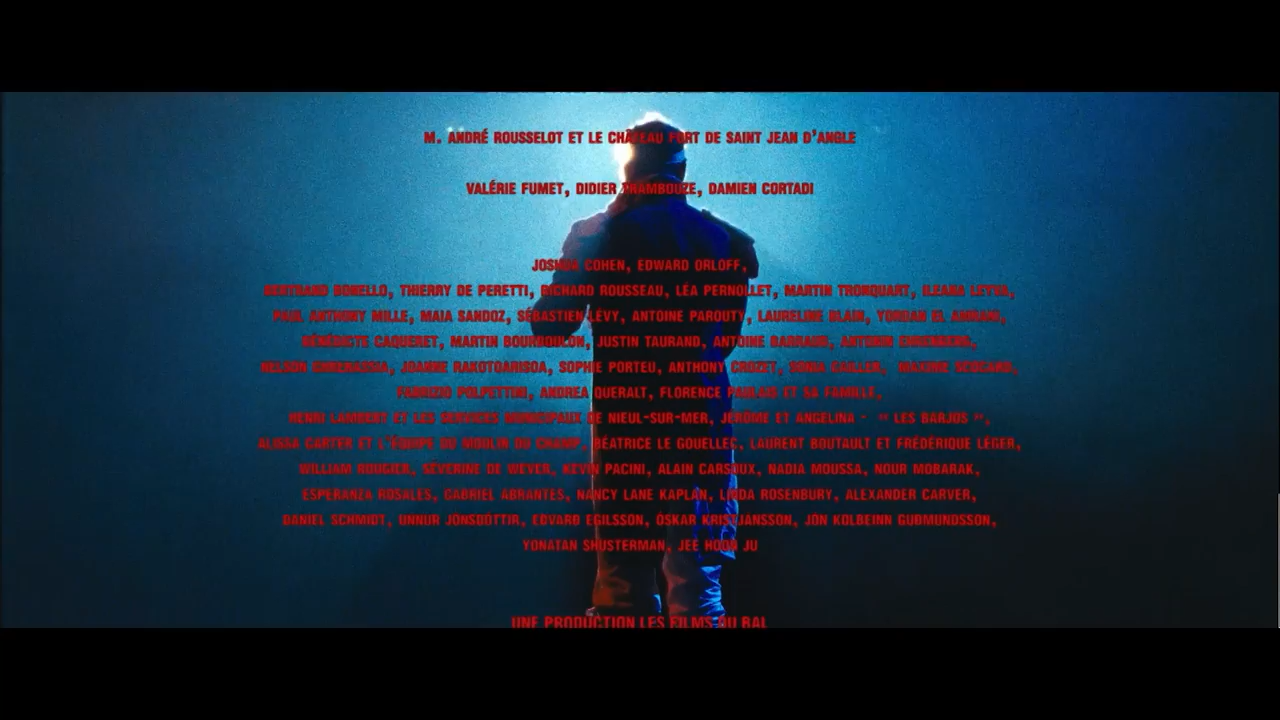 M. ANDRÉ ROUSSELOT ET LE CHÂTEAU FORT DE SAINT JEAN D'ANGLE
VALÉRIE FUMET, DIDIER TRAMBOUZE, DAMIEN CORTADI
JOSHUA COHEN, EDWARD ORLOFF,
BERTRAND BONELLO, THIERRY DE PERETTI, RICHARD ROUSSEAU, LÉA PERNOLLET, MARTIN TRONQUART, ILEANA LEYVA,
PAUL ANTHONY MILLE, MAIA SANDOZ, SÉBASTIEN LÉVY, ANTOINE PAROUTY, LAURELINE BLAIN, YORDAN EL
BÉNÉDICTE CAQUERET, MARTIN BOURBOULON, JUSTIN TAURAND, ANTOINE BARRAUD, ANTONIN
NELSON JOANNE RAKOTOARISOA, SOPHIE PORTEU, ANTHONY CROZET, SONIA CAILLER, MAXIME
FABRIZIO POLPETTINI, ANDREA QUERALT, FLORENCE PAULAIS ET SA FAMILLE,
HENRI LAMBERT ET LES SERVICES MUNICIPAUX DE NIEUL-SUR-MER, JÉRÔME ET ANGELINA - " LES BARJOS ",
ALISSA CARTER ET L'ÉQUIPE DU MOULIN DU CHAMP, BÉATRICE LE GOUELLEC, LAURENT BOUTAULT ET FRÉDÉRIQUE LÉGER,
WILLIAM ROUGIER, SÉVERINE DE WEVER, KEVIN PACINI, ALAIN CARSOUX, NADIA MOUSSA, NOUR MOBARAK,
ESPERANZA ROSALES, GABRIEL ABRANTES, NANCY LANE KAPLAN, LINDA ROSENBURY, ALEXANDER CARVER,
DANIEL SCHMIDT, UNNUR JÓNSDÓTTIR, EDVARD EGILSSON, ÓSKAR KRISTJÁNSSON, JÓN KOLBEINN GUÐMUNDSSON,
YONATAN SHUSTERMAN, JEE HOON JU
UNE PRODUCTION LES FILMS AU BAL